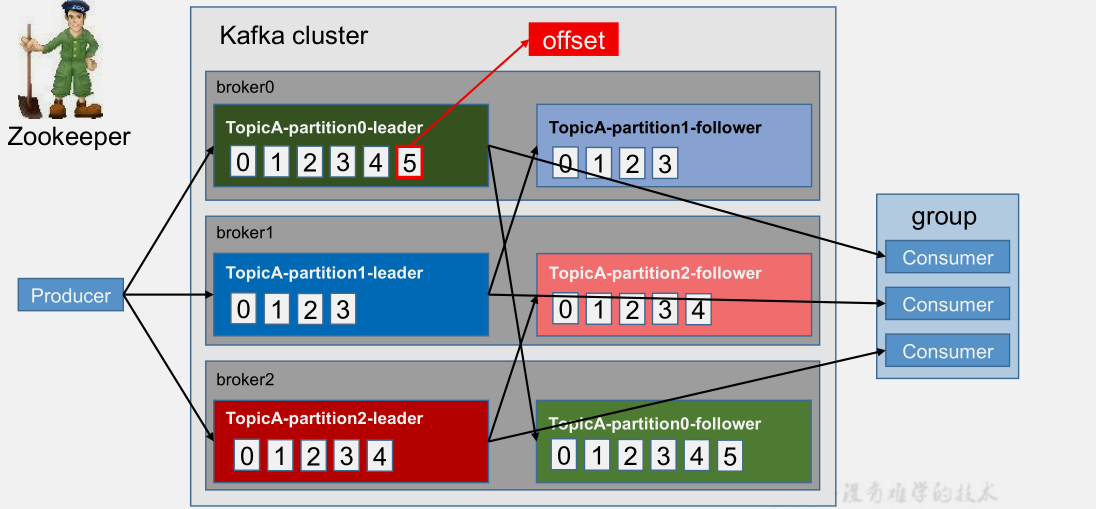 ZOO
Zookeeper
Kafka cluster
offset
broker0
TopicA-partition0-leader
0 1 2 3 4 5
TopicA-partition1-follower
0 1 2 3
broker1
TopicA-partition1-leader
0 1 2 3
TopicA-partition2-follower
0 1 2 3 4
broker2
TopicA-partition2-leader
0 1 2 3 4
TopicA-partition0-follower
0 1 2 3 4 5
Producer
group
Consumer
Consumer
Consumer
没有难学的技术